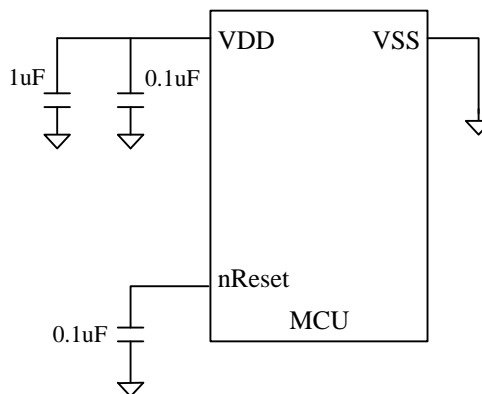 VDD
VSS
1uF
0.1uF
nReset
MCU
0.1uF